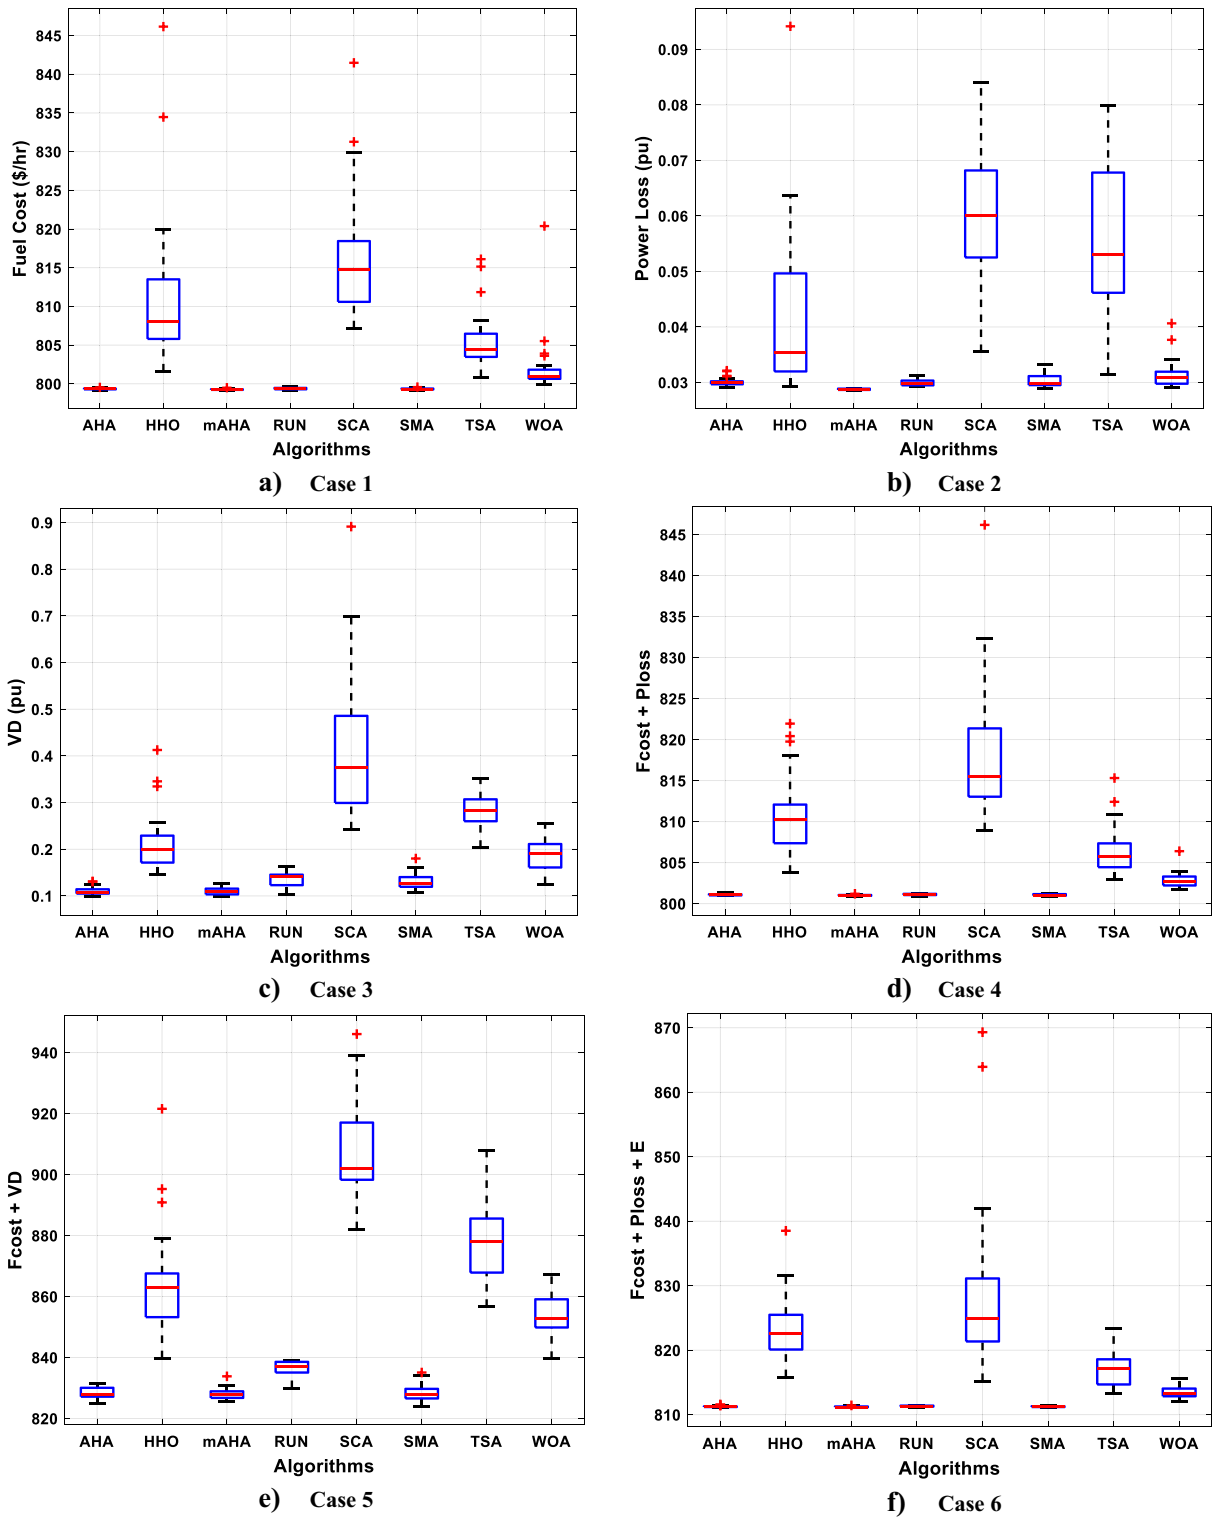 845
840
835
830
825
820
815
810
805
800
Fuel Cost ($/hr)
AHA HHO mAHA RUN SCA SMA TSA WOA
Algorithms
a) Case 1
0.09
0.08
0.07
0.06
0.05
0.04
0.03
Power Loss (pu)
AHA HHO mAHA RUN SCA SMA TSA WOA
Algorithms
b) Case 2
0.9
0.8
0.7
0.6
0.5
0.4
0.3
0.2
0.1
VD (pu)
AHA HHO mAHA RUN SCA SMA TSA WOA
Algorithms
c) Case 3
845
840
835
830
825
820
815
810
805
800
Fcost + Ploss
AHA HHO mAHA RUN SCA SMA TSA WOA
Algorithms
d) Case 4
940
920
900
880
860
840
820
Fcost + VD
AHA HHO mAHA RUN SCA SMA TSA WOA
Algorithms
e) Case 5
870
860
850
840
830
820
810
Fcost + Ploss + E
AHA HHO mAHA RUN SCA SMA TSA WOA
Algorithms
f) Case 6